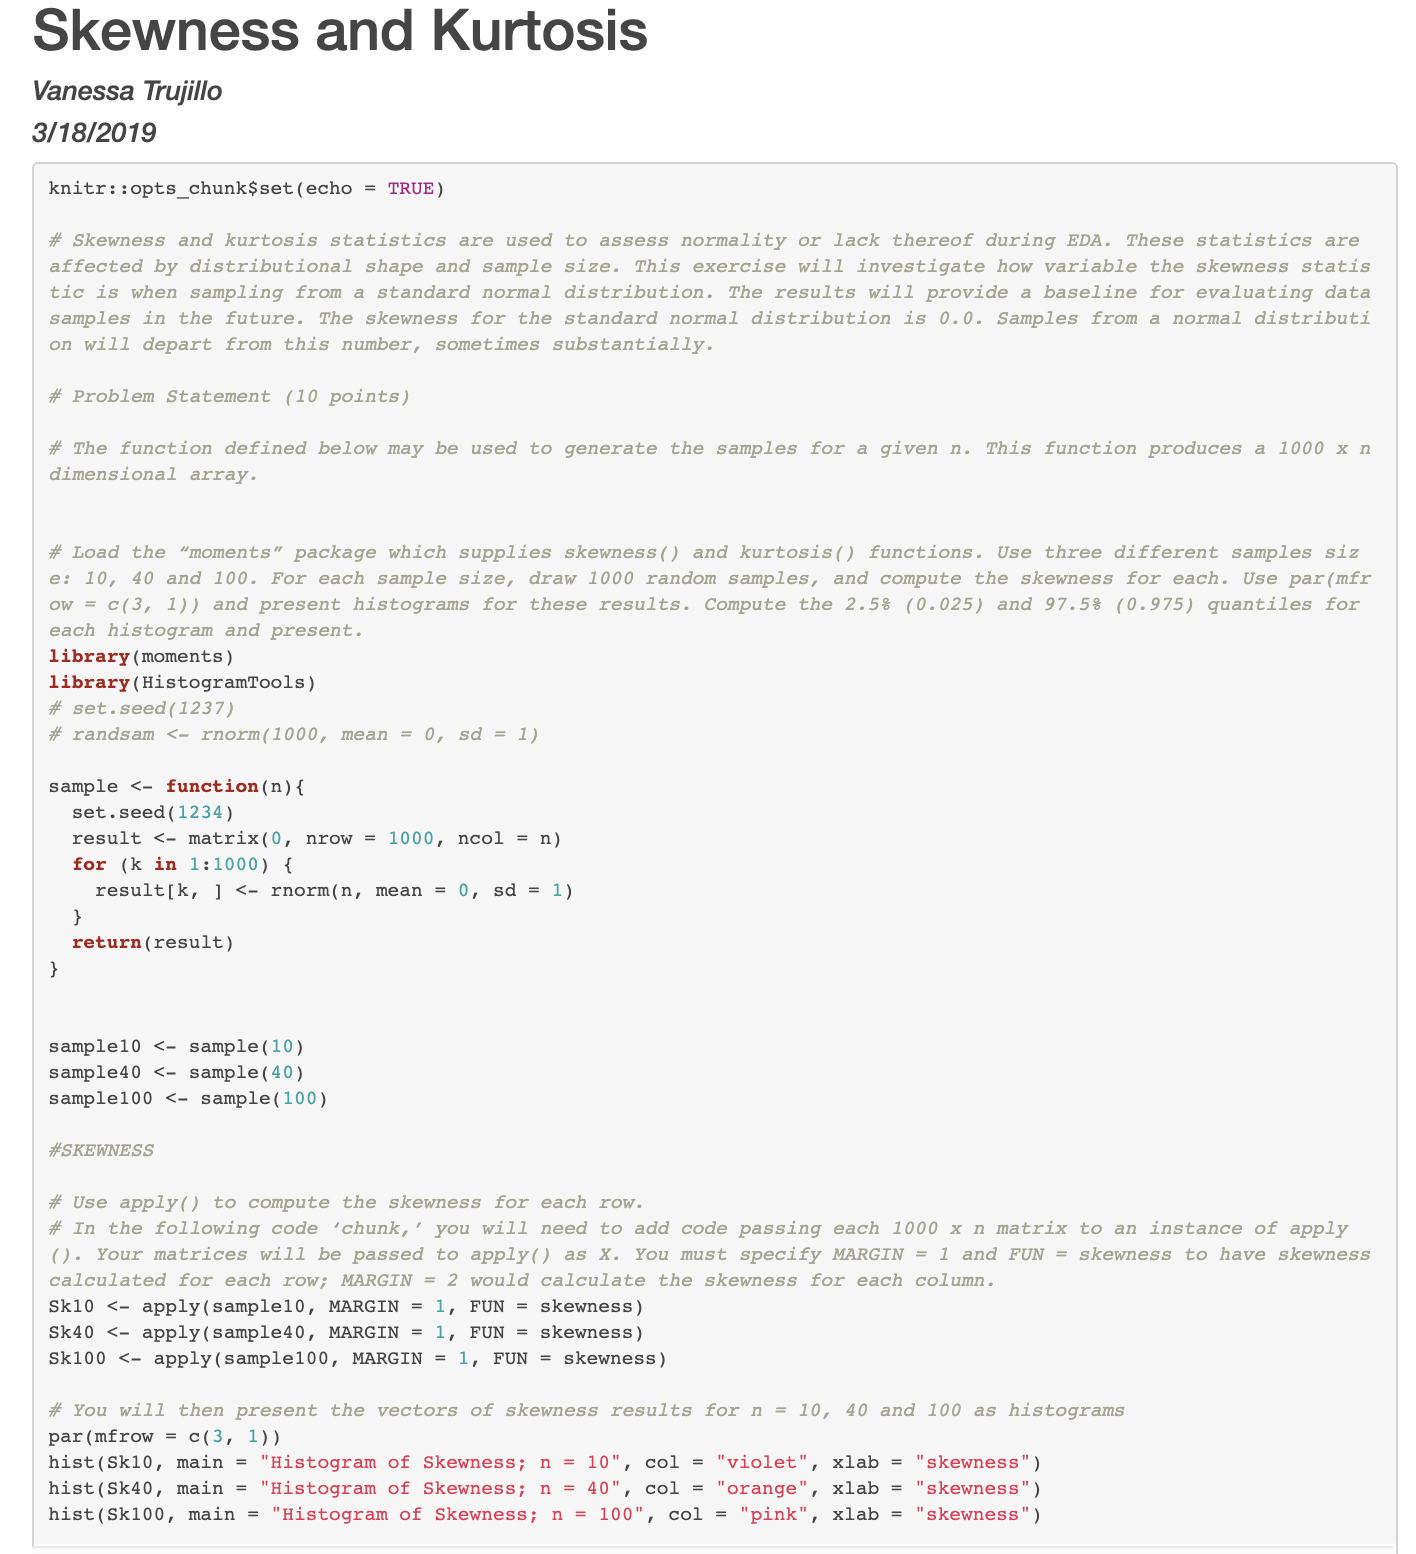 Skewness and Kurtosis
Vanessa Trujillo
3/18/2019
knitr::opts_chunk$set(echo = TRUE)
# Skewness and kurtosis statistics are used to assess normality or lack thereof during EDA. These statistics are
affected by distributional shape and sample size. This exercise will investigate how variable the skewness statis
tic is when sampling from a standard normal distribution. The results will provide a baseline for evaluating data
samples in the future. The skewness for the standard normal distribution is 0.0. Samples from a normal distributi
on will depart from this number, sometimes substantially.
# Problem Statement (10 points)
# The function defined below may be used to generate the samples for a given n. This function produces a 1000 x n
dimensional array.
# Load the “moments” package which supplies skewness() and kurtosis() functions. Use three different samples siz
e: 10, 40 and 100. For each sample size, draw 1000 random samples, and compute the skewness for each. Use par(mfr
ow = c(3, 1)) and present histograms for these results. Compute the 2.5% (0.025) and 97.5% (0.975) quantiles for
each histogram and present.
library(moments)
library(HistogramTools)
# set.seed(1237)
# randsam <- rnorm(1000, mean = 0, sd = 1)
sample <- function(n){
  set.seed(1234)
  result <- matrix(0, nrow = 1000, ncol = n)
  for (k in 1:1000) {
    result[k, ] <- rnorm(n, mean = 0, sd = 1)
  }
  return(result)
}
sample10 <- sample(10)
sample40 <- sample(40)
sample100 <- sample(100)
#SKEWNESS
# Use apply() to compute the skewness for each row.
# In the following code ‘chunk,’ you will need to add code passing each 1000 x n matrix to an instance of apply
(). Your matrices will be passed to apply() as X. You must specify MARGIN = 1 and FUN = skewness to have skewness
calculated for each row; MARGIN = 2 would calculate the skewness for each column.
Sk10 <- apply(sample10, MARGIN = 1, FUN = skewness)
Sk40 <- apply(sample40, MARGIN = 1, FUN = skewness)
Sk100 <- apply(sample100, MARGIN = 1, FUN = skewness)
# You will then present the vectors of skewness results for n = 10, 40 and 100 as histograms
par(mfrow = c(3, 1))
hist(Sk10, main = "Histogram of Skewness; n = 10", col = "violet", xlab = "skewness")
hist(Sk40, main = "Histogram of Skewness; n = 40", col = "orange", xlab = "skewness")
hist(Sk100, main = "Histogram of Skewness; n = 100", col = "pink", xlab = "skewness")